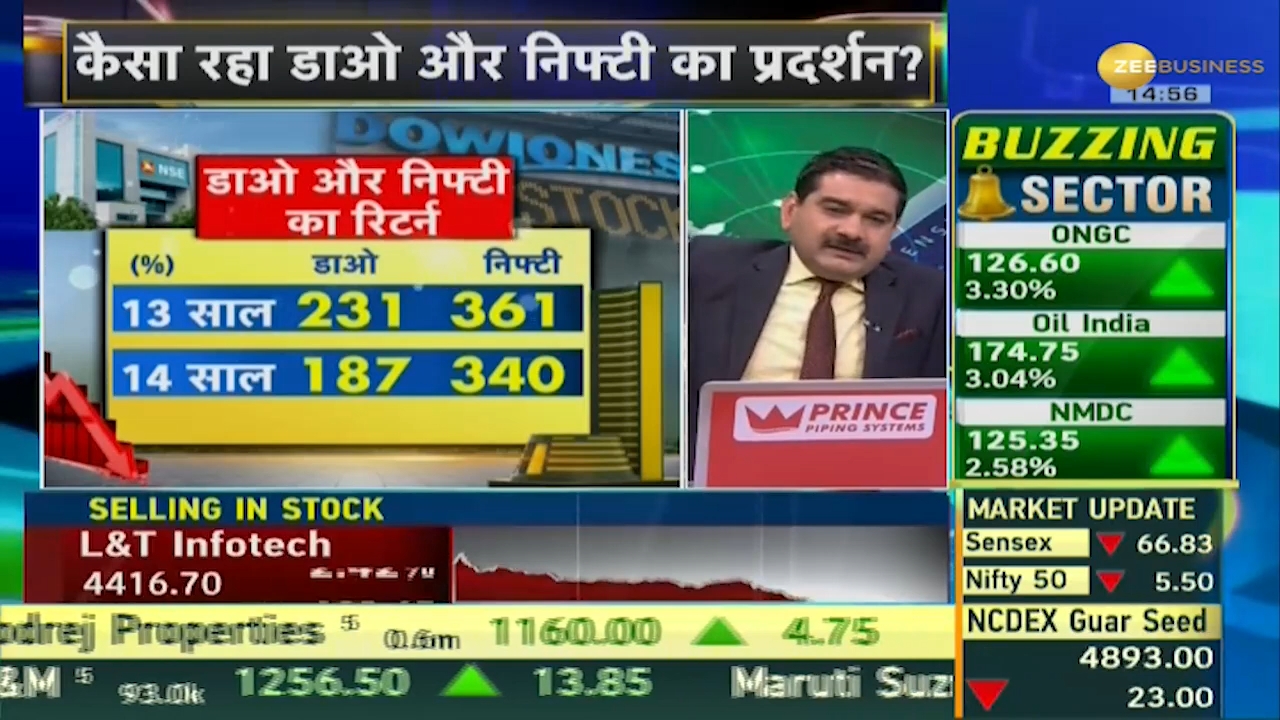 कैसा रहा डाओ और निफ्टी का प्रदर्शन?
ZEEBUSINESS
14:56
DOWJONES
STOCK
NSE
डाओ और निफ्टी
का रिटर्न
(%) डाओ निफ्टी
13 साल 231 361
14 साल 187 340
PRINCE
PIPING SYSTEMS
BUZZING
SECTOR
ONGC
126.60
3.30%
Oil India
174.75
3.04%
NMDC
125.35
2.58%
SELLING IN STOCK
L&T Infotech
4416.70
MARKET UPDATE
Sensex 66.83
Nifty 50 5.50
NCDEX Guar Seed
4893.00
23.00
odrej Properties 1160.00 4.75
&M 93.0k 1256.50 13.85 Maruti Suz